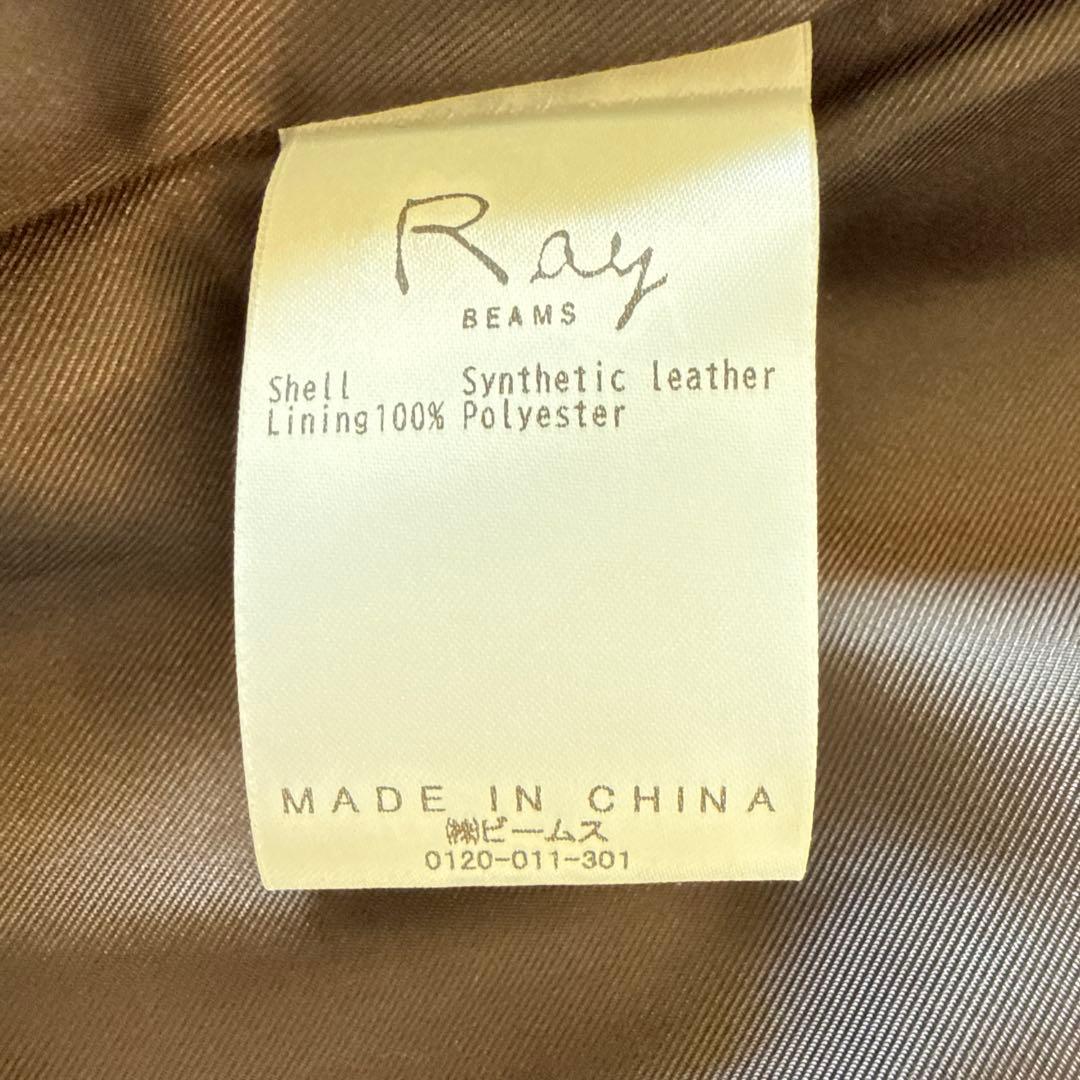 Ray
BEAMS
Shell Synthetic leather
Lining100% Polyester
MADE IN CHINA
㈱ビームス
0120-011-301